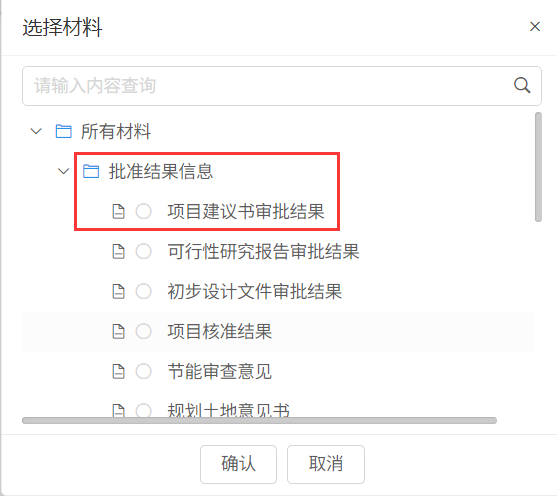 选择材料
请输入内容查询
所有材料
批准结果信息
项目建议书审批结果
可行性研究报告审批结果
初步设计文件审批结果
项目核准结果
节能审查意见
规划土地意见书
确认
取消